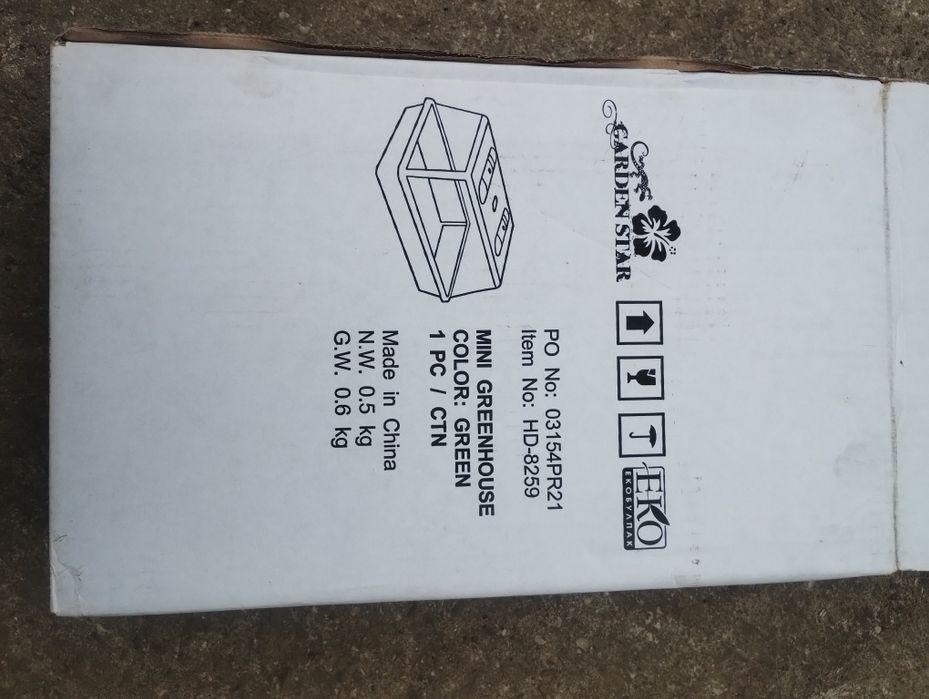 GARDEN STAR
EKO
ЕКОБУЛПАК
PO No: 03154PR21
Item No: HD-8259
MINI GREENHOUSE
COLOR: GREEN
1 PC / CTN
Made in China
N.W. 0.5 kg
G.W. 0.6 kg